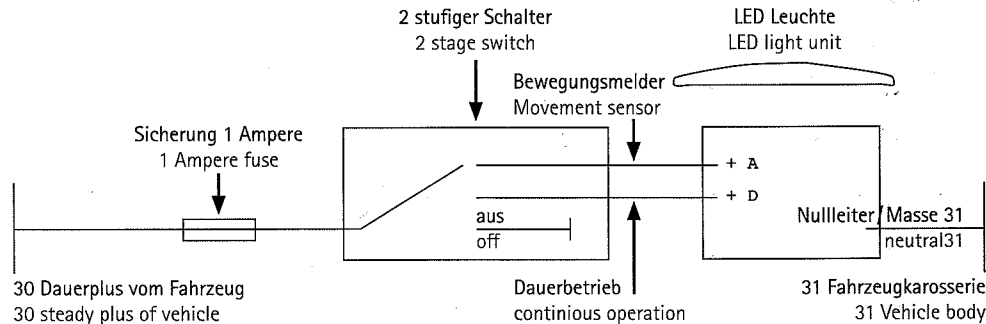 2 stufiger Schalter
2 stage switch
LED Leuchte
LED light unit
Bewegungsmelder
Movement sensor
Sicherung 1 Ampere
1 Ampere fuse
+ A
+ D
aus
off
Nullleiter/Masse 31
neutral31
30 Dauerplus vom Fahrzeug
30 steady plus of vehicle
Dauerbetrieb
continious operation
31 Fahrzeugkarosserie
31 Vehicle body